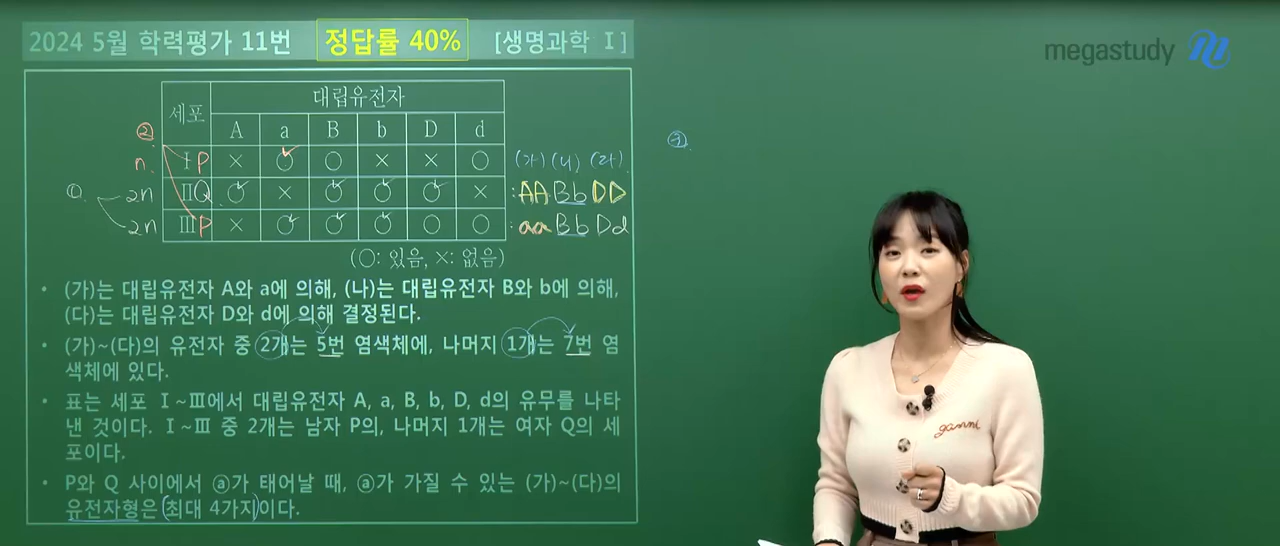 2024 5월 학력평가 11번 정답률 40% [생명과학 Ⅰ]
megastudy
세포 대립유전자
② A a B b D d
n ⅠP × ○ ○ × × ○ (가) (나) (다)
① 2n ⅡQ ○ × ○ ○ ○ × : AA Bb DD
2n ⅢP × ○ ○ ○ ○ ○ : aa Bb Dd
(○: 있음, ×: 없음)
• (가)는 대립유전자 A와 a에 의해, (나)는 대립유전자 B와 b에 의해,
(다)는 대립유전자 D와 d에 의해 결정된다.
• (가)~(다)의 유전자 중 2개는 5번 염색체에, 나머지 1개는 7번 염
색체에 있다.
• 표는 세포 Ⅰ~Ⅲ에서 대립유전자 A, a, B, b, D, d의 유무를 나타
낸 것이다. Ⅰ~Ⅲ 중 2개는 남자 P의, 나머지 1개는 여자 Q의 세
포이다.
• P와 Q 사이에서 ⓐ가 태어날 때, ⓐ가 가질 수 있는 (가)~(다)의
유전자형은 최대 4가지이다.
ganni